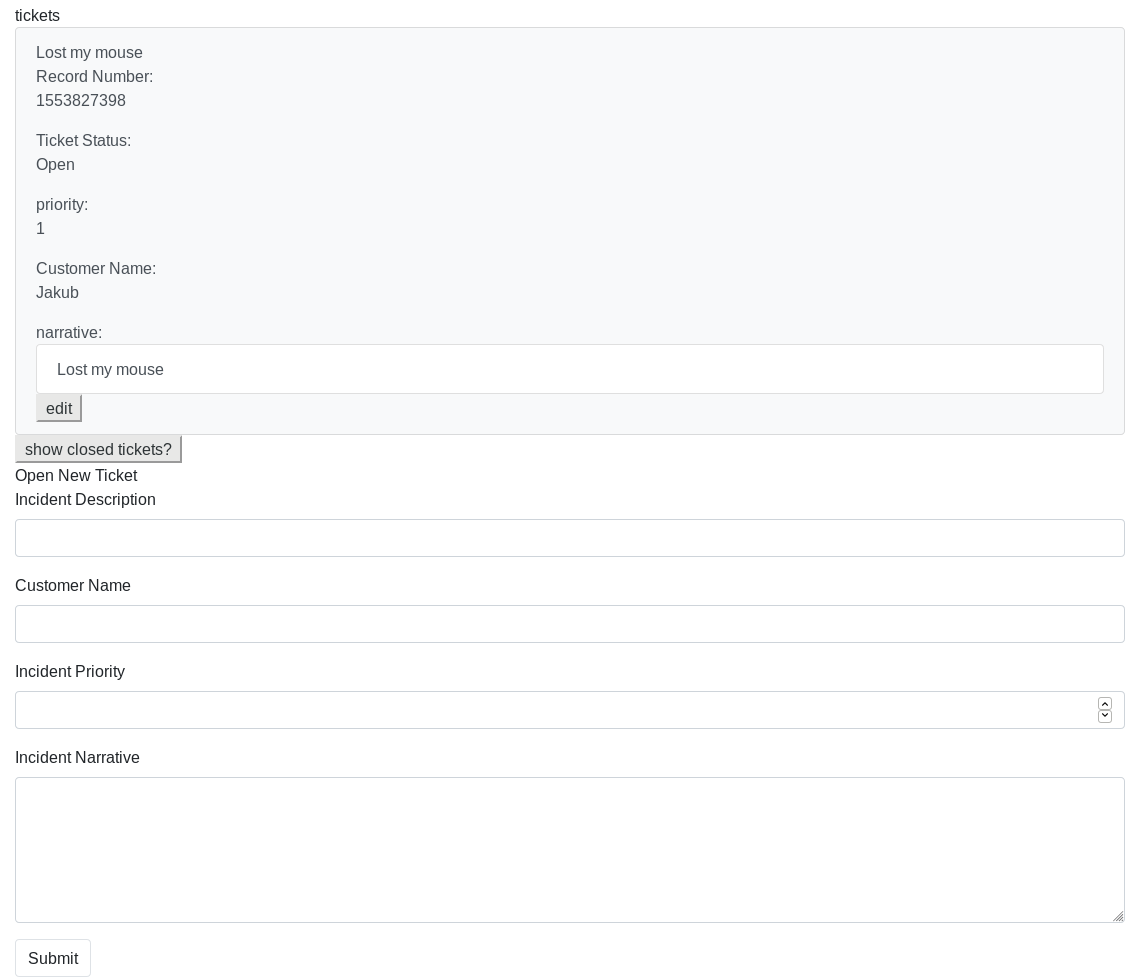 tickets
Lost my mouse
Record Number:
1553827398
Ticket Status:
Open
priority:
1
Customer Name:
Jakub
narrative:
Lost my mouse
edit
show closed tickets?
Open New Ticket
Incident Description
Customer Name
Incident Priority
Incident Narrative
Submit